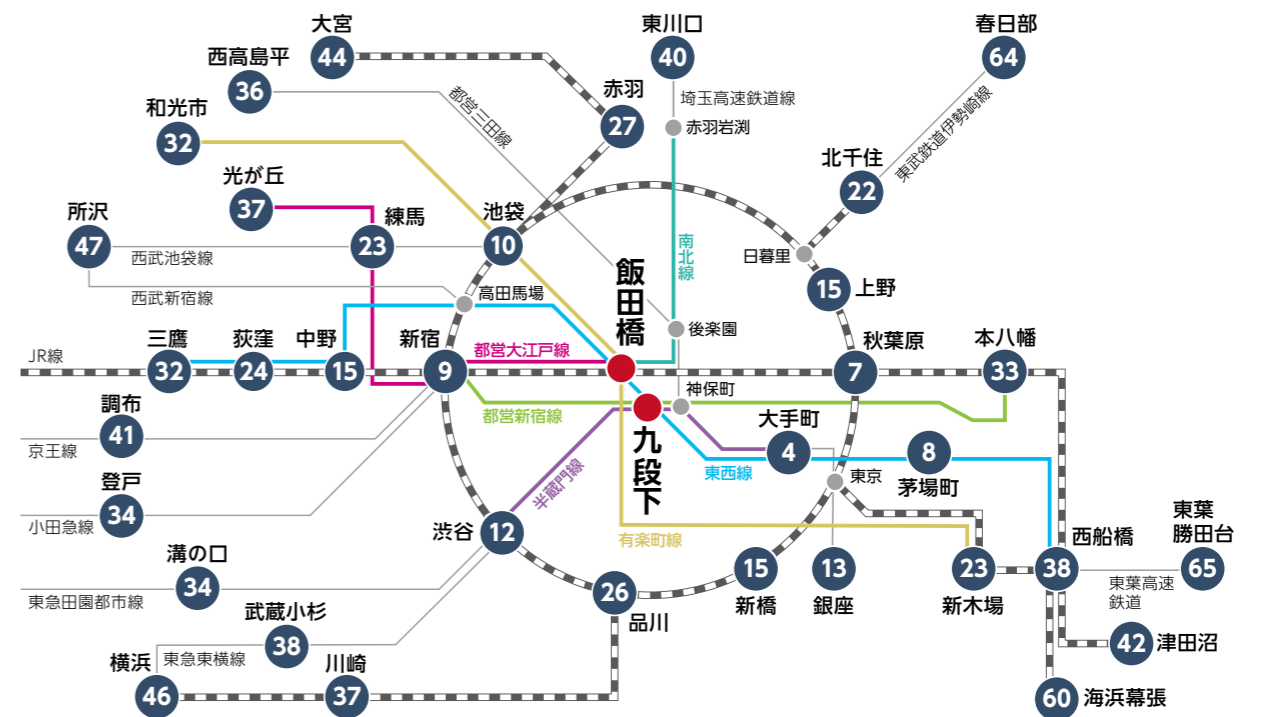 大宮
44
東川口
40
春日部
64
西高島平
36
都営三田線
埼玉高速鉄道線
赤羽
27
赤羽岩渕
東武鉄道伊勢崎線
和光市
32
北千住
22
光が丘
37
所沢
47
練馬
23
池袋
10
西武池袋線
南北線
日暮里
飯田橋
上野
15
西武新宿線
高田馬場
後楽園
JR線
三鷹
32
荻窪
24
中野
15
新宿
9
都営大江戸線
秋葉原
7
本八幡
33
神保町
調布
41
京王線
都営新宿線
九段下
大手町
4
8
茅場町
東西線
半蔵門線
東京
登戸
34
小田急線
渋谷
12
有楽町線
東葉
勝田台
65
西船橋
38
溝の口
34
東急田園都市線
新橋
15
銀座
13
新木場
23
東葉高速
鉄道
26
品川
武蔵小杉
38
東急東横線
42
津田沼
横浜
46
川崎
37
60
海浜幕張